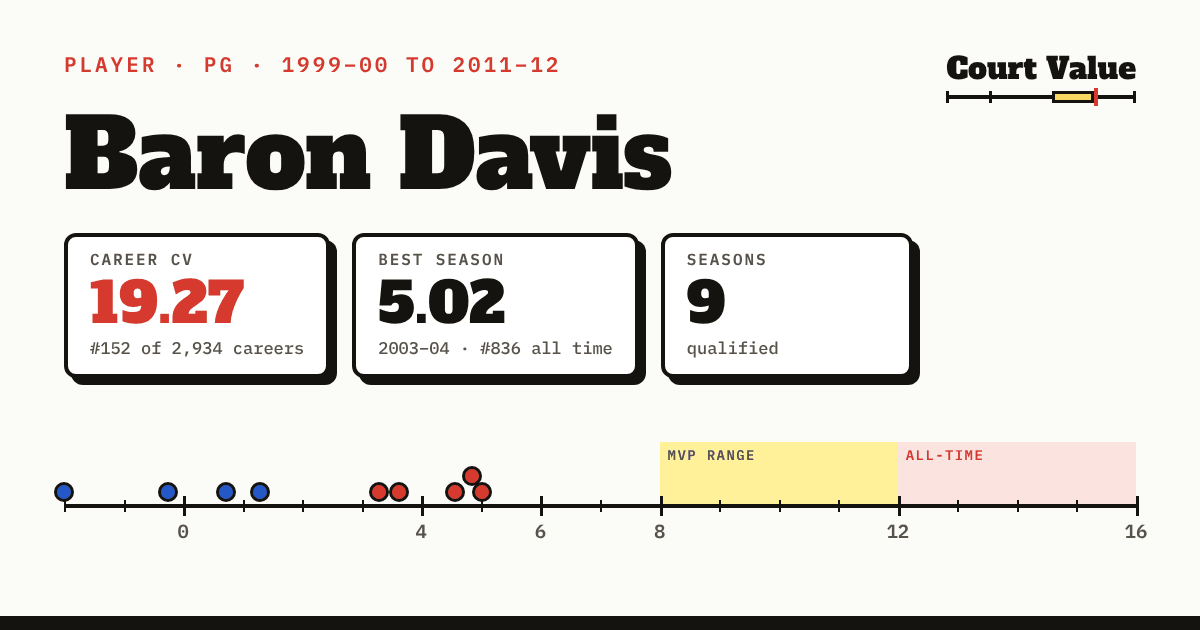 PLAYER · PG · 1999–00 TO 2011–12
Court Value
Baron Davis
CAREER CV
19.27
#152 of 2,934 careers
BEST SEASON
5.02
2003–04 · #836 all time
SEASONS
9
qualified
MVP RANGE
ALL-TIME
0 4 6 8 12 16